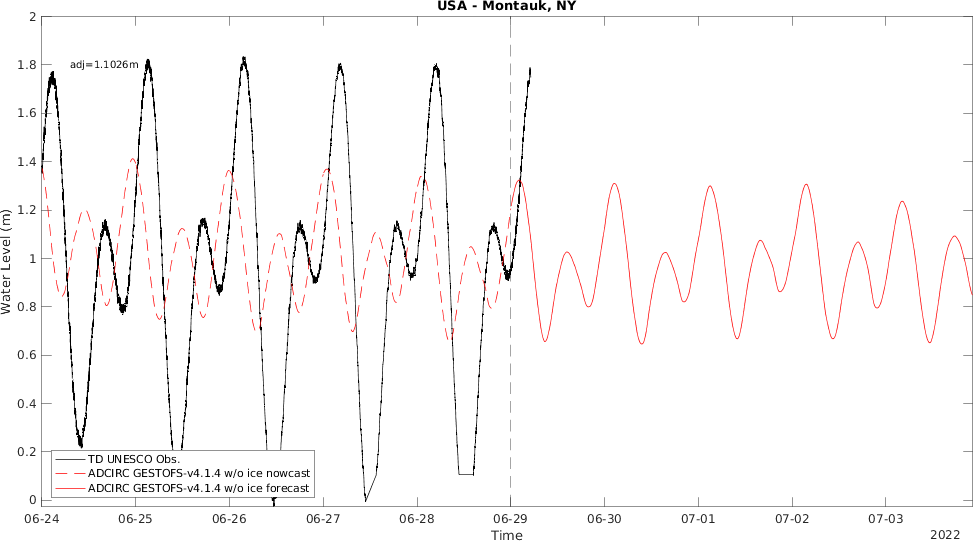 USA - Montauk, NY
2
1.8
1.6
1.4
1.2
1
0.8
0.6
0.4
0.2
0
Water Level (m)
adj=1.1026m
TD UNESCO Obs.
ADCIRC GESTOFS-v4.1.4 w/o ice nowcast
ADCIRC GESTOFS-v4.1.4 w/o ice forecast
06-24 06-25 06-26 06-27 06-28 06-29 06-30 07-01 07-02 07-03
Time
2022